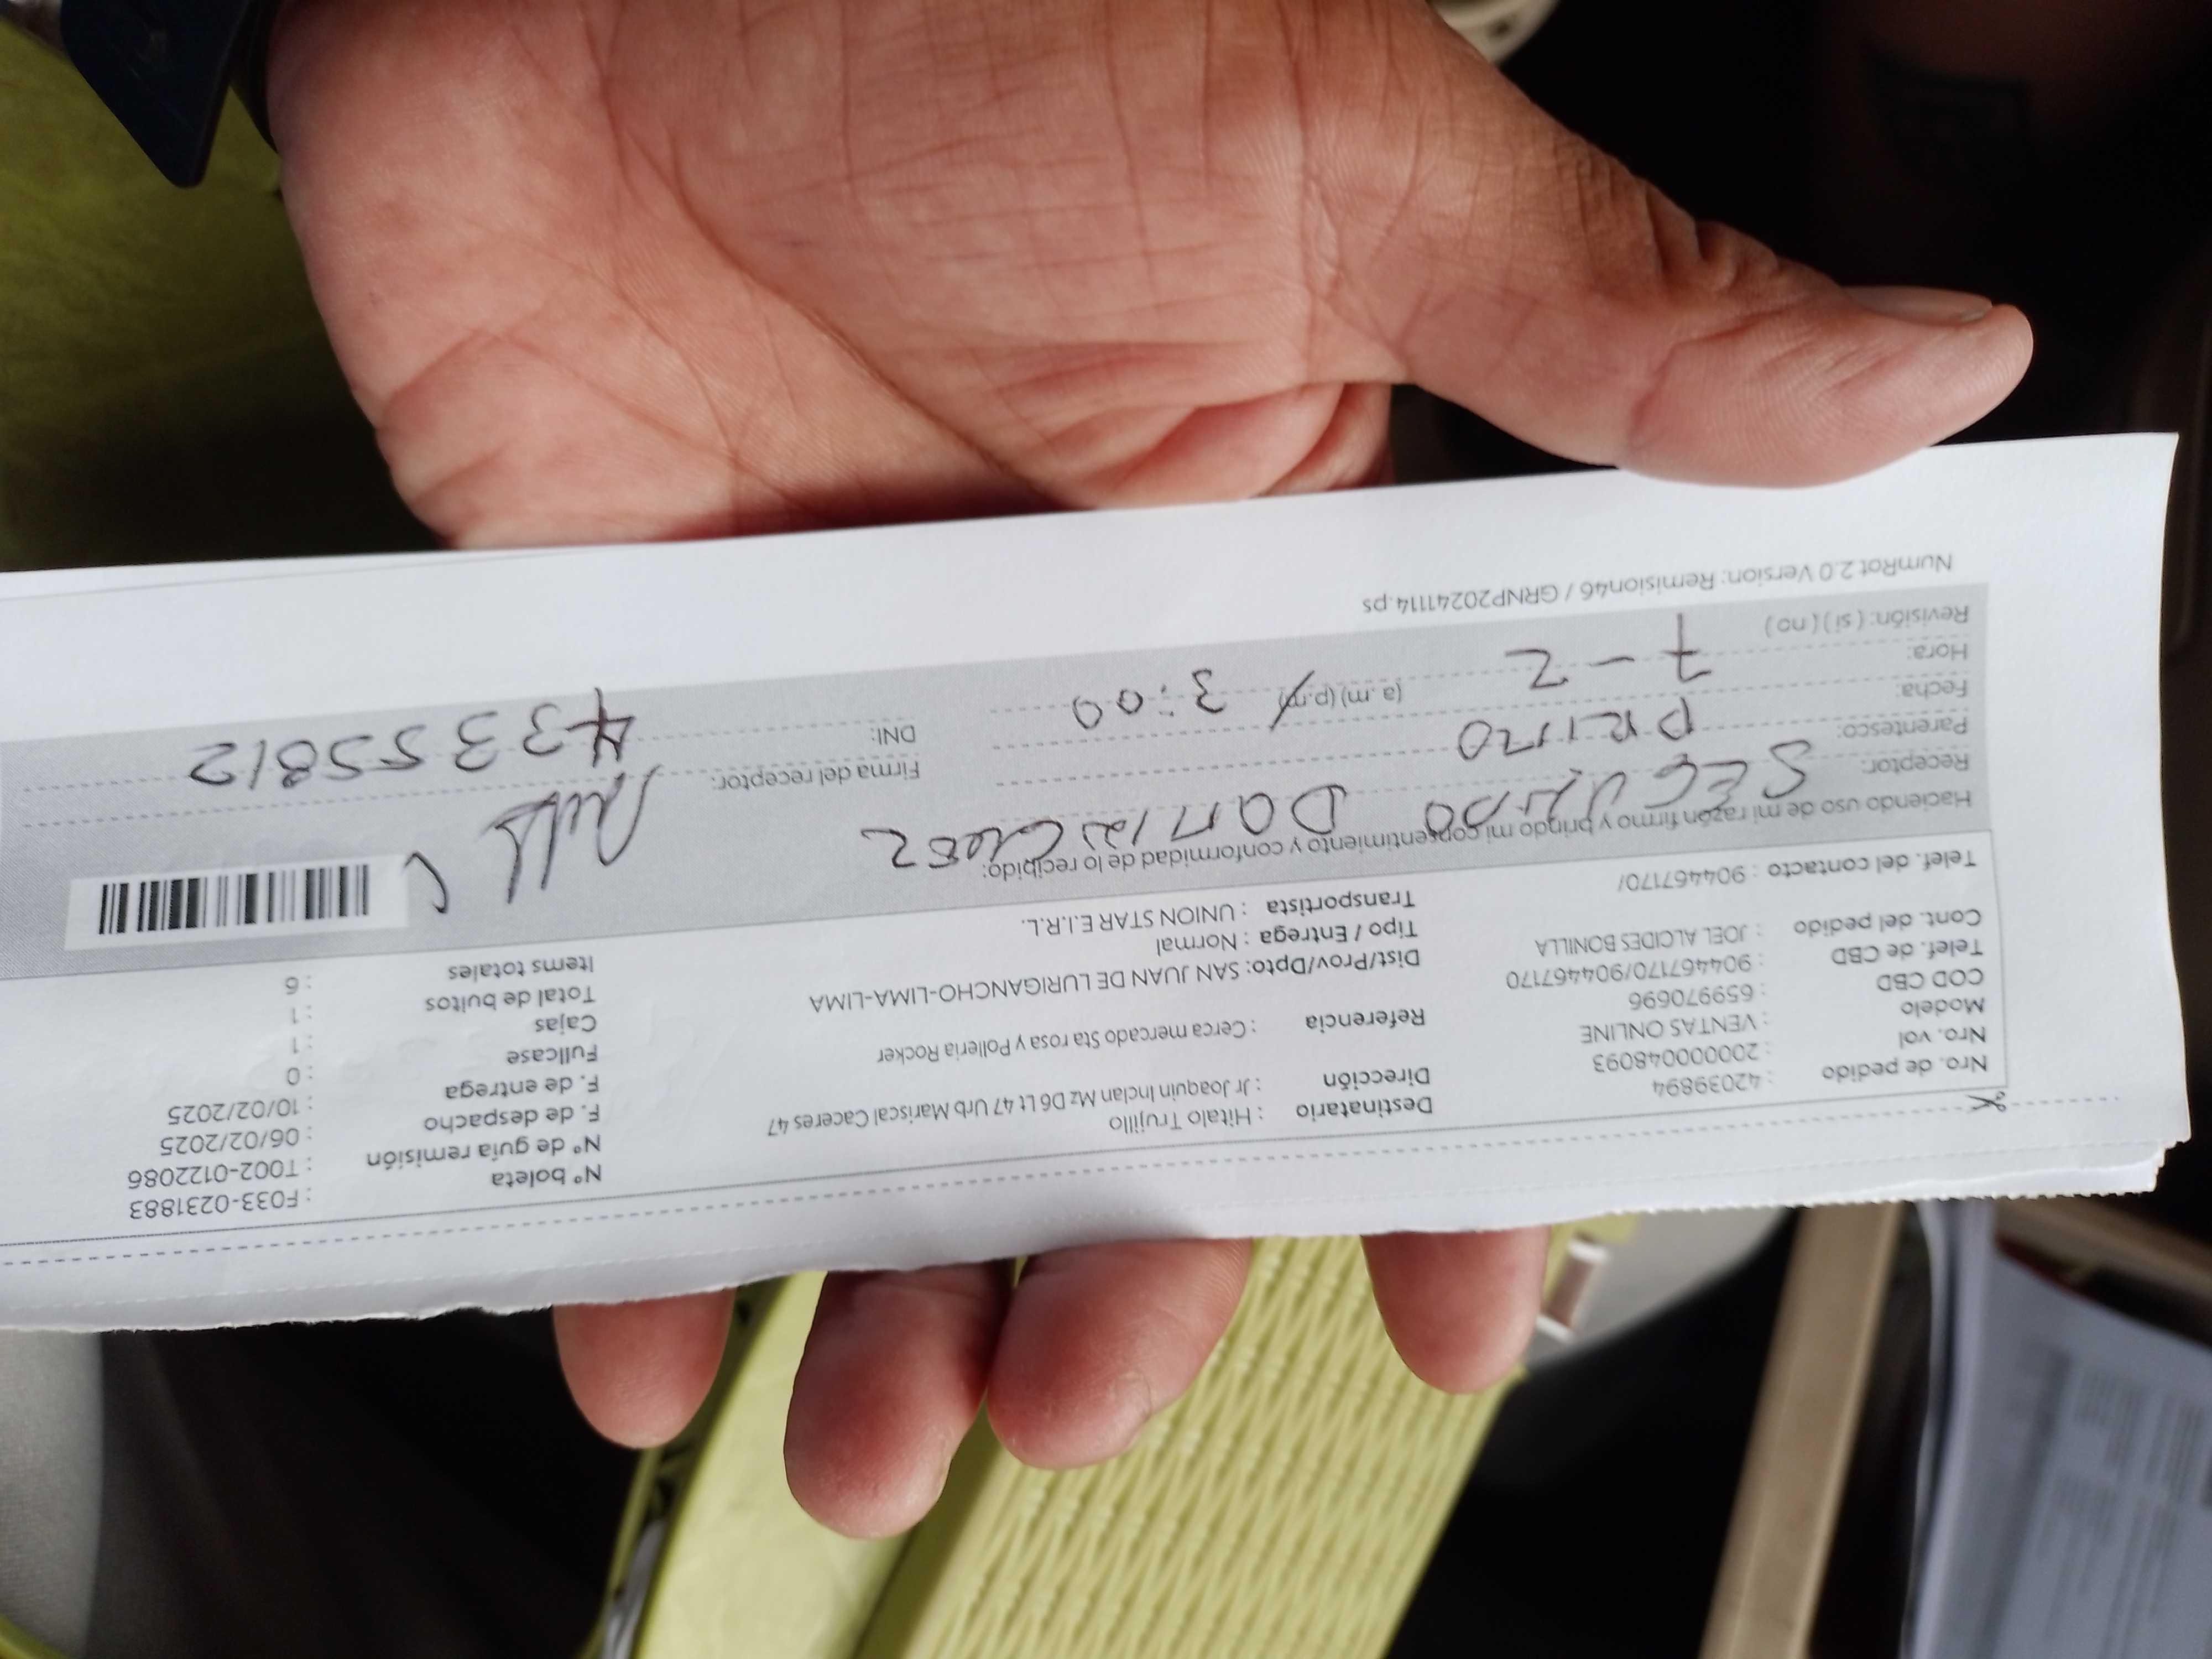 Nro. de pedido : 42039894
Nro. vol : 20000048093
Modelo : VENTAS ONLINE
COD CBD : 659970696
Telef. de CBD : 904467170/904467170
Cont. del pedido : JOEL ALCIDES BONILLA
Telef. del contacto : 904467170/
Destinatario : Hitalo Trujillo
Dirección : Jr Joaquin Inclan Mz D6 Lt 47 Urb Mariscal Caceres 47
Referencia : Cerca mercado Sta rosa y Polleria Rocker
Dist/Prov/Dpto: SAN JUAN DE LURIGANCHO-LIMA-LIMA
Tipo / Entrega : Normal
Transportista : UNION STAR E.I.R.L.
N° boleta : F033-0231883
N° de guía remisión : T002-0122086
F. de despacho : 06/02/2025
F. de entrega : 10/02/2025
Fullcase : 0
Cajas : 1
Total de bultos : 1
Items totales : 6
Haciendo uso de mi razón firmo y brindo mi consentimiento y conformidad de lo recibido:
Receptor: SEGUNDO
Parentesco: PRIMO
Fecha: 7-2
Hora: (a.m) (p.m) 3:00
Revisión: ( si ) ( no )
Firma del receptor:
DNI: 43355812
NumRot 2.0 Version: Remision46 / GRNP20241114.ps